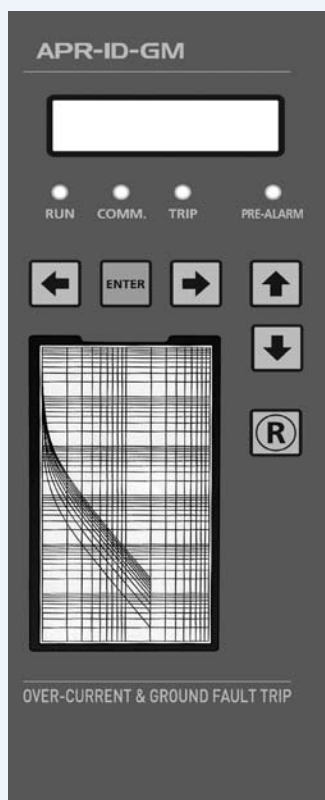 APR-ID-GM
RUN COMM. TRIP PRE-ALARM
ENTER
R
OVER-CURRENT & GROUND FAULT TRIP